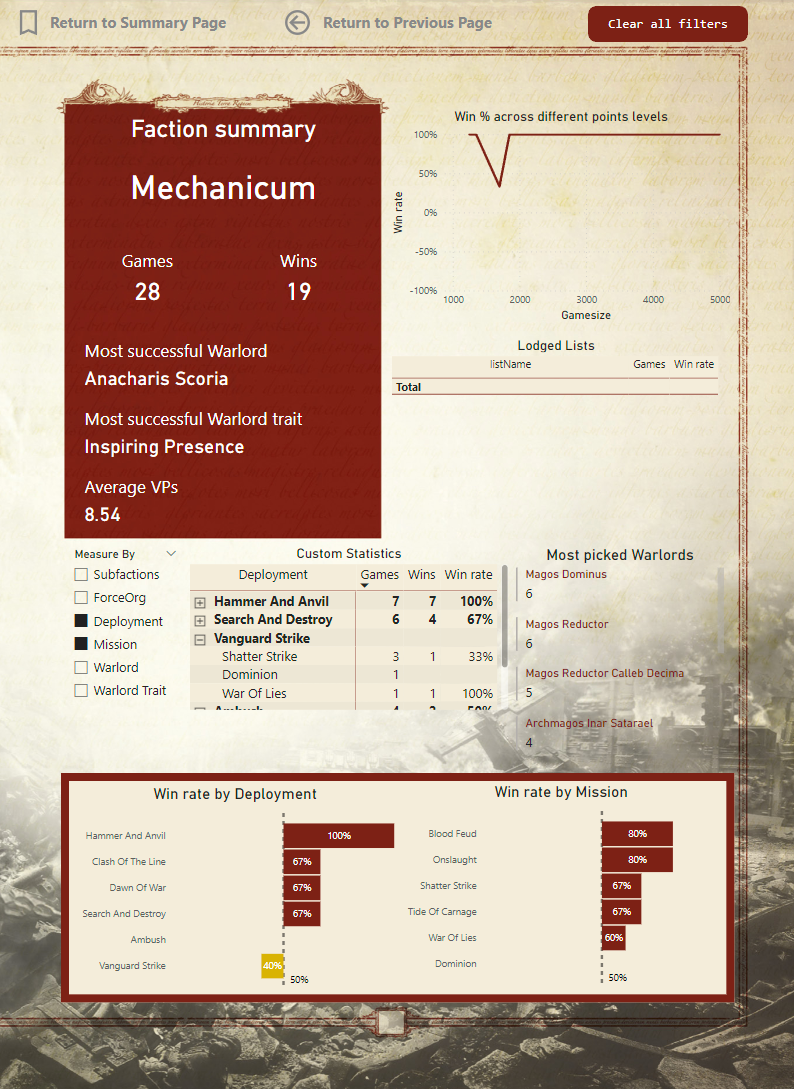 Return to Summary Page
Return to Previous Page
Clear all filters
Faction summary
Mechanicum
Games Wins
28 19
Most successful Warlord
Anacharis Scoria
Most successful Warlord trait
Inspiring Presence
Average VPs
8.54
Win % across different points levels
100%
50%
0%
-50%
-100%
Win rate
1000 2000 3000 4000 5000
Gamesize
Lodged Lists
listName Games Win rate
Total
Measure By
Subfactions
ForceOrg
Deployment
Mission
Warlord
Warlord Trait
Custom Statistics
Deployment Games Wins Win rate
Hammer And Anvil 7 7 100%
Search And Destroy 6 4 67%
Vanguard Strike
Shatter Strike 3 1 33%
Dominion 1
War Of Lies 1 1 100%
Most picked Warlords
Magos Dominus
6
Magos Reductor
6
Magos Reductor Calleb Decima
5
Archmagos Inar Satarael
4
Win rate by Deployment
Hammer And Anvil 100%
Clash Of The Line 67%
Dawn Of War 67%
Search And Destroy 67%
Ambush
Vanguard Strike 40%
50%
Win rate by Mission
Blood Feud 80%
Onslaught 80%
Shatter Strike 67%
Tide Of Carnage 67%
War Of Lies 60%
Dominion
50%